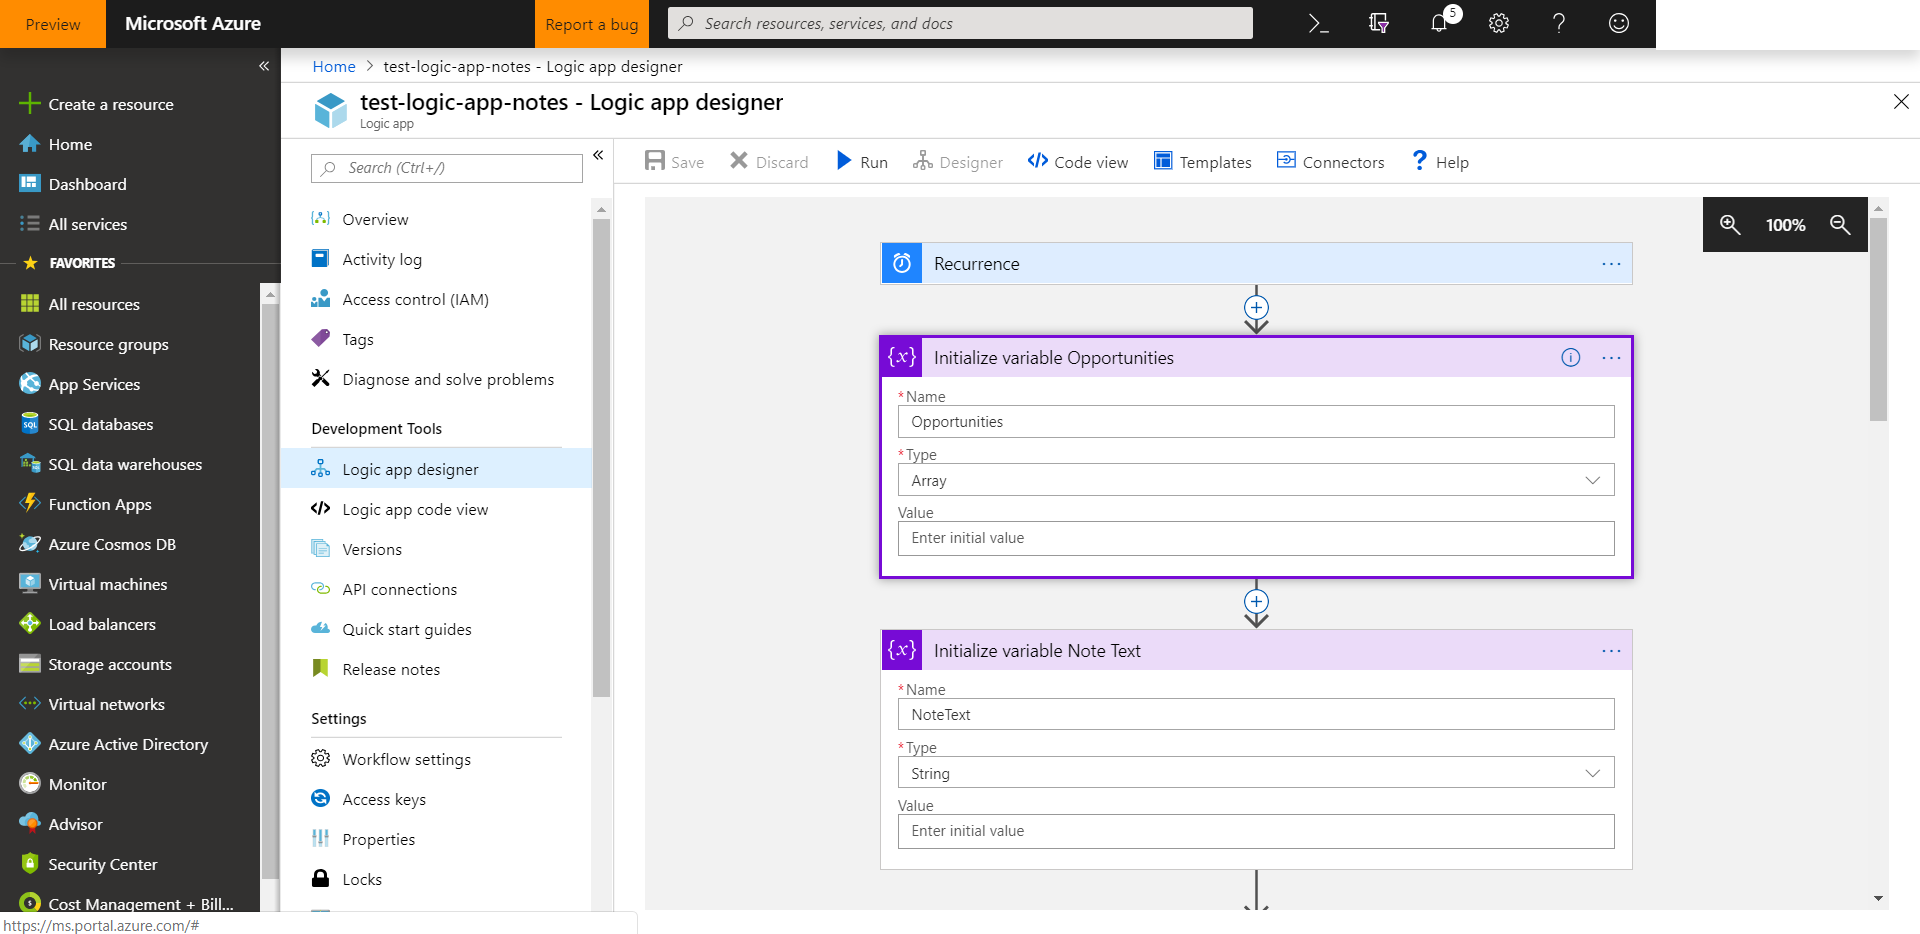 Preview
Microsoft Azure
Report a bug
Search resources, services, and docs
5
Create a resource
Home
Dashboard
All services
FAVORITES
All resources
Resource groups
App Services
SQL databases
SQL data warehouses
Function Apps
Azure Cosmos DB
Virtual machines
Load balancers
Storage accounts
Virtual networks
Azure Active Directory
Monitor
Advisor
Security Center
Cost Management + Bill...
https://ms.portal.azure.com/#
Home > test-logic-app-notes - Logic app designer
test-logic-app-notes - Logic app designer
Logic app
Search (Ctrl+/)
Overview
Activity log
Access control (IAM)
Tags
Diagnose and solve problems
Development Tools
Logic app designer
Logic app code view
Versions
API connections
Quick start guides
Release notes
Settings
Workflow settings
Access keys
Properties
Locks
Save Discard Run Designer Code view Templates Connectors Help
100%
Recurrence
{x} Initialize variable Opportunities
* Name
Opportunities
* Type
Array
Value
Enter initial value
{x} Initialize variable Note Text
* Name
NoteText
* Type
String
Value
Enter initial value